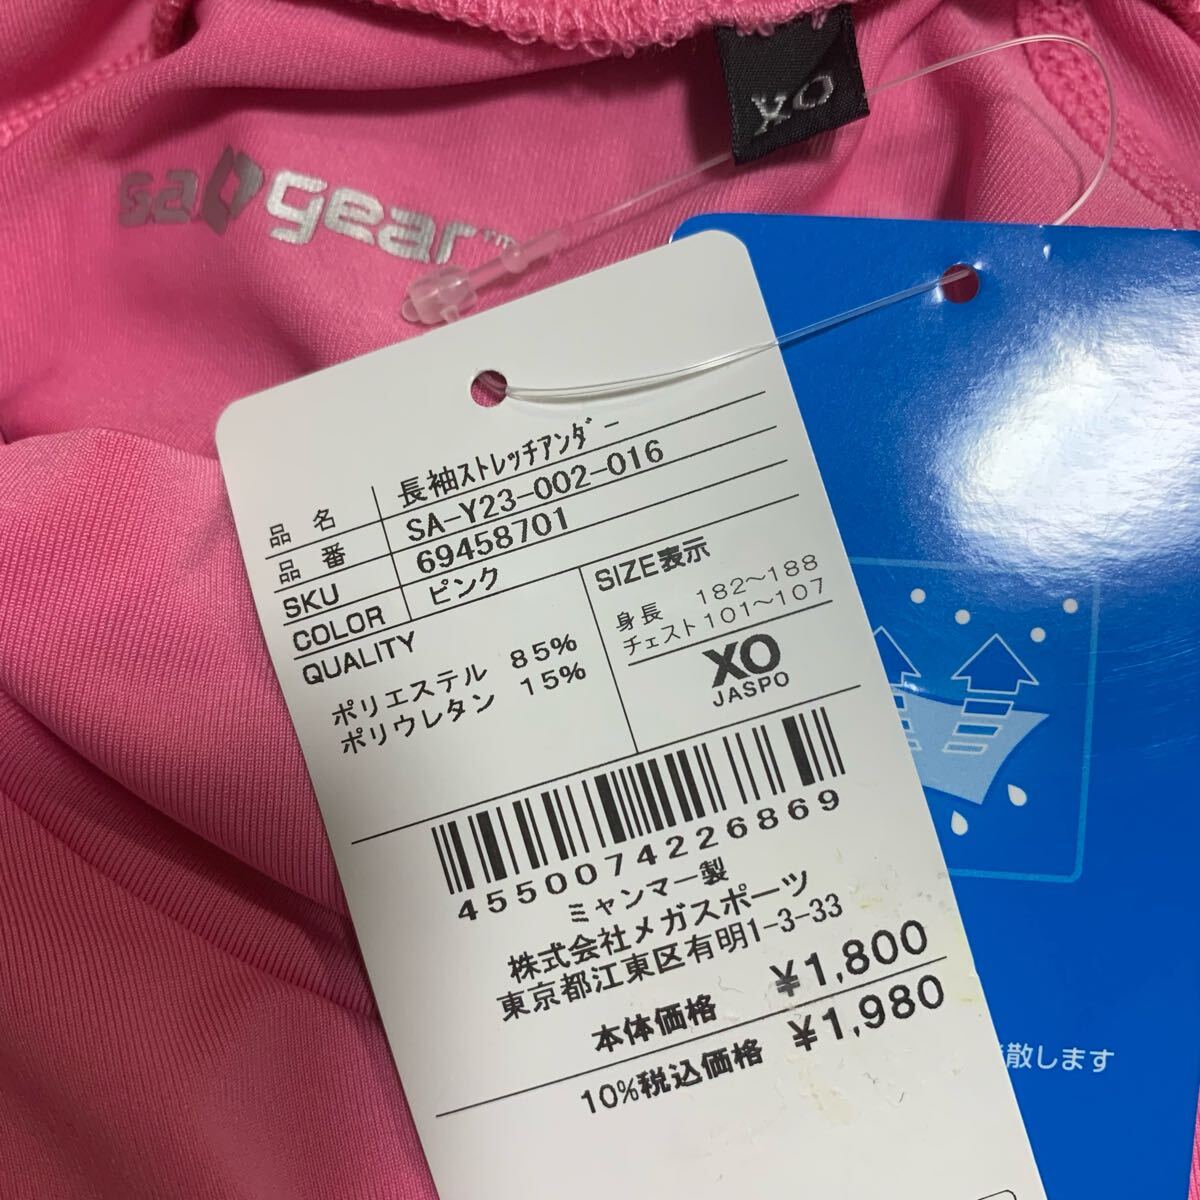 XO
sa gear™
品名 長袖ストレッチアンダー
品番 SA-Y23-002-016
SKU 69458701
COLOR ピンク
QUALITY
ポリエステル 85%
ポリウレタン 15%
SIZE表示
身長 182〜188
チェスト101〜107
XO
JASPO
4550074226869
ミャンマー製
株式会社メガスポーツ
東京都江東区有明1-3-33
本体価格 ¥1,800
10%税込価格 ¥1,980
散します